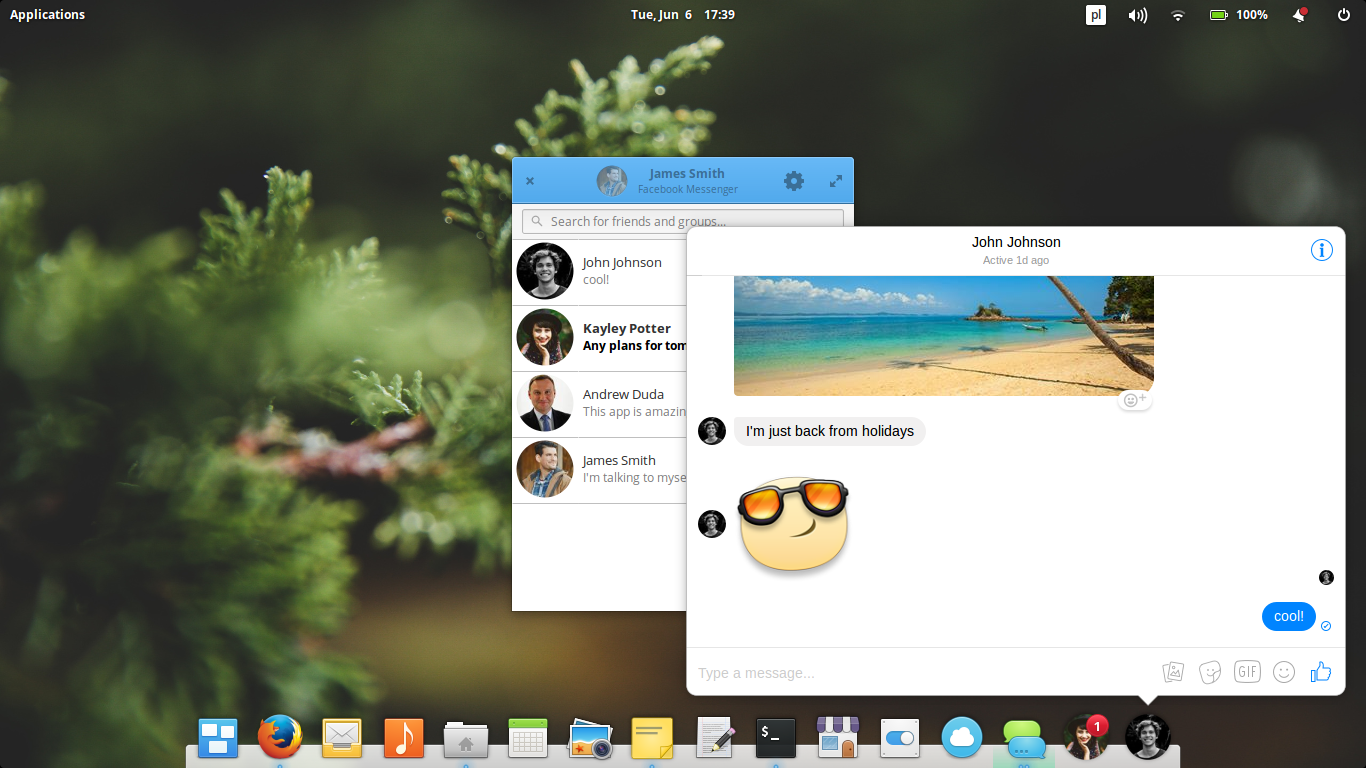 Applications
Tue, Jun 6 17:39
pl
100%
James Smith
Facebook Messenger
Search for friends and groups...
John Johnson
cool!
Kayley Potter
Any plans for tom
Andrew Duda
This app is amazin
James Smith
I'm talking to myse
John Johnson
Active 1d ago
I'm just back from holidays
cool!
Type a message...
GIF
$_
1